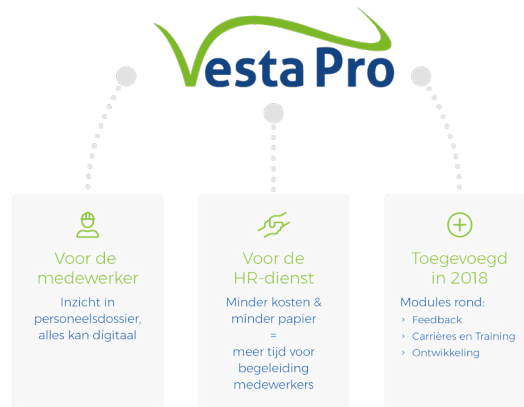 Vesta Pro
Voor de
medewerker
Inzicht in
personeelsdossier,
alles kan digitaal
Voor de
HR-dienst
Minder kosten &
minder papier
=
meer tijd voor
begeleiding
medewerkers
Toegevoegd
in 2018
Modules rond:
› Feedback
› Carrières en Training
› Ontwikkeling